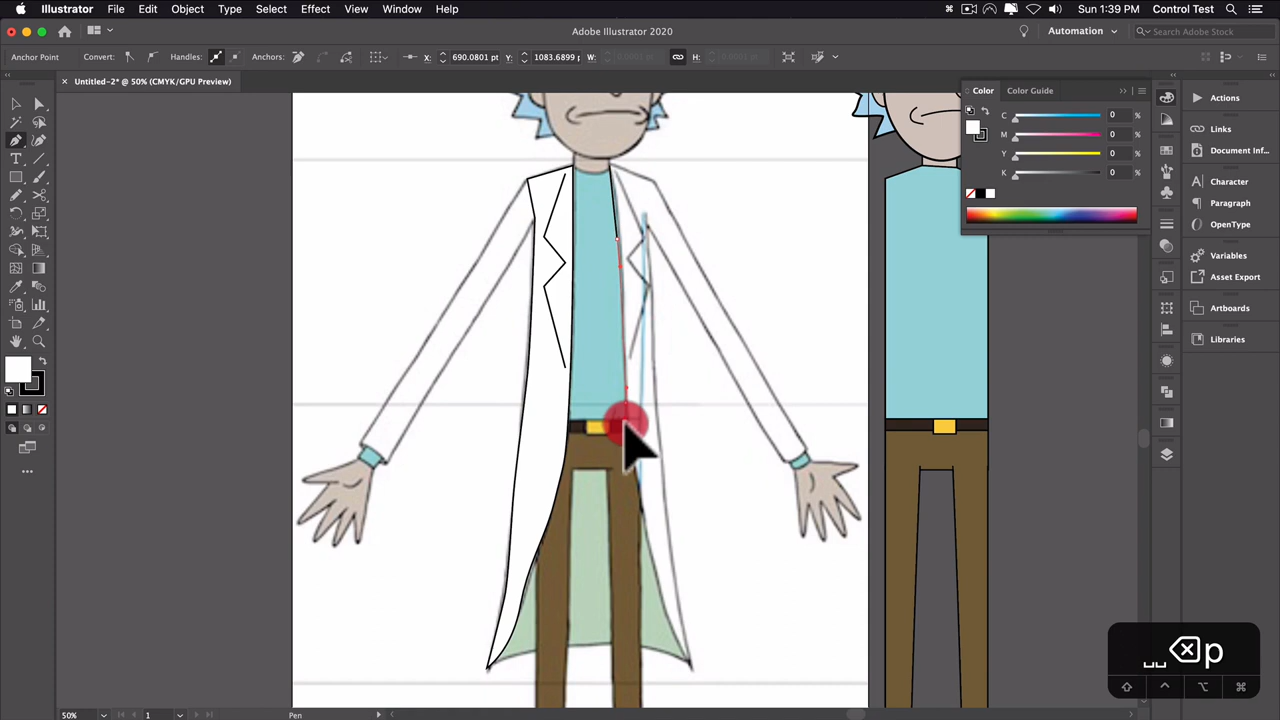 Illustrator File Edit Object Type Select Effect View Window Help Sun 1:39 PM Control Test
Adobe Illustrator 2020 Automation Search Adobe Stock
Anchor Point Convert: Handles: Anchors: X: 690.0801 pt Y: 1083.6899 p W: H:
Untitled-2* @ 50% (CMYK/GPU Preview)
Color Color Guide
C 0 %
M 0 %
Y 0 %
K 0 %
Actions
Links
Document Inf...
Character
Paragraph
OpenType
Variables
Asset Export
Artboards
Libraries
p
50% 1 Pen